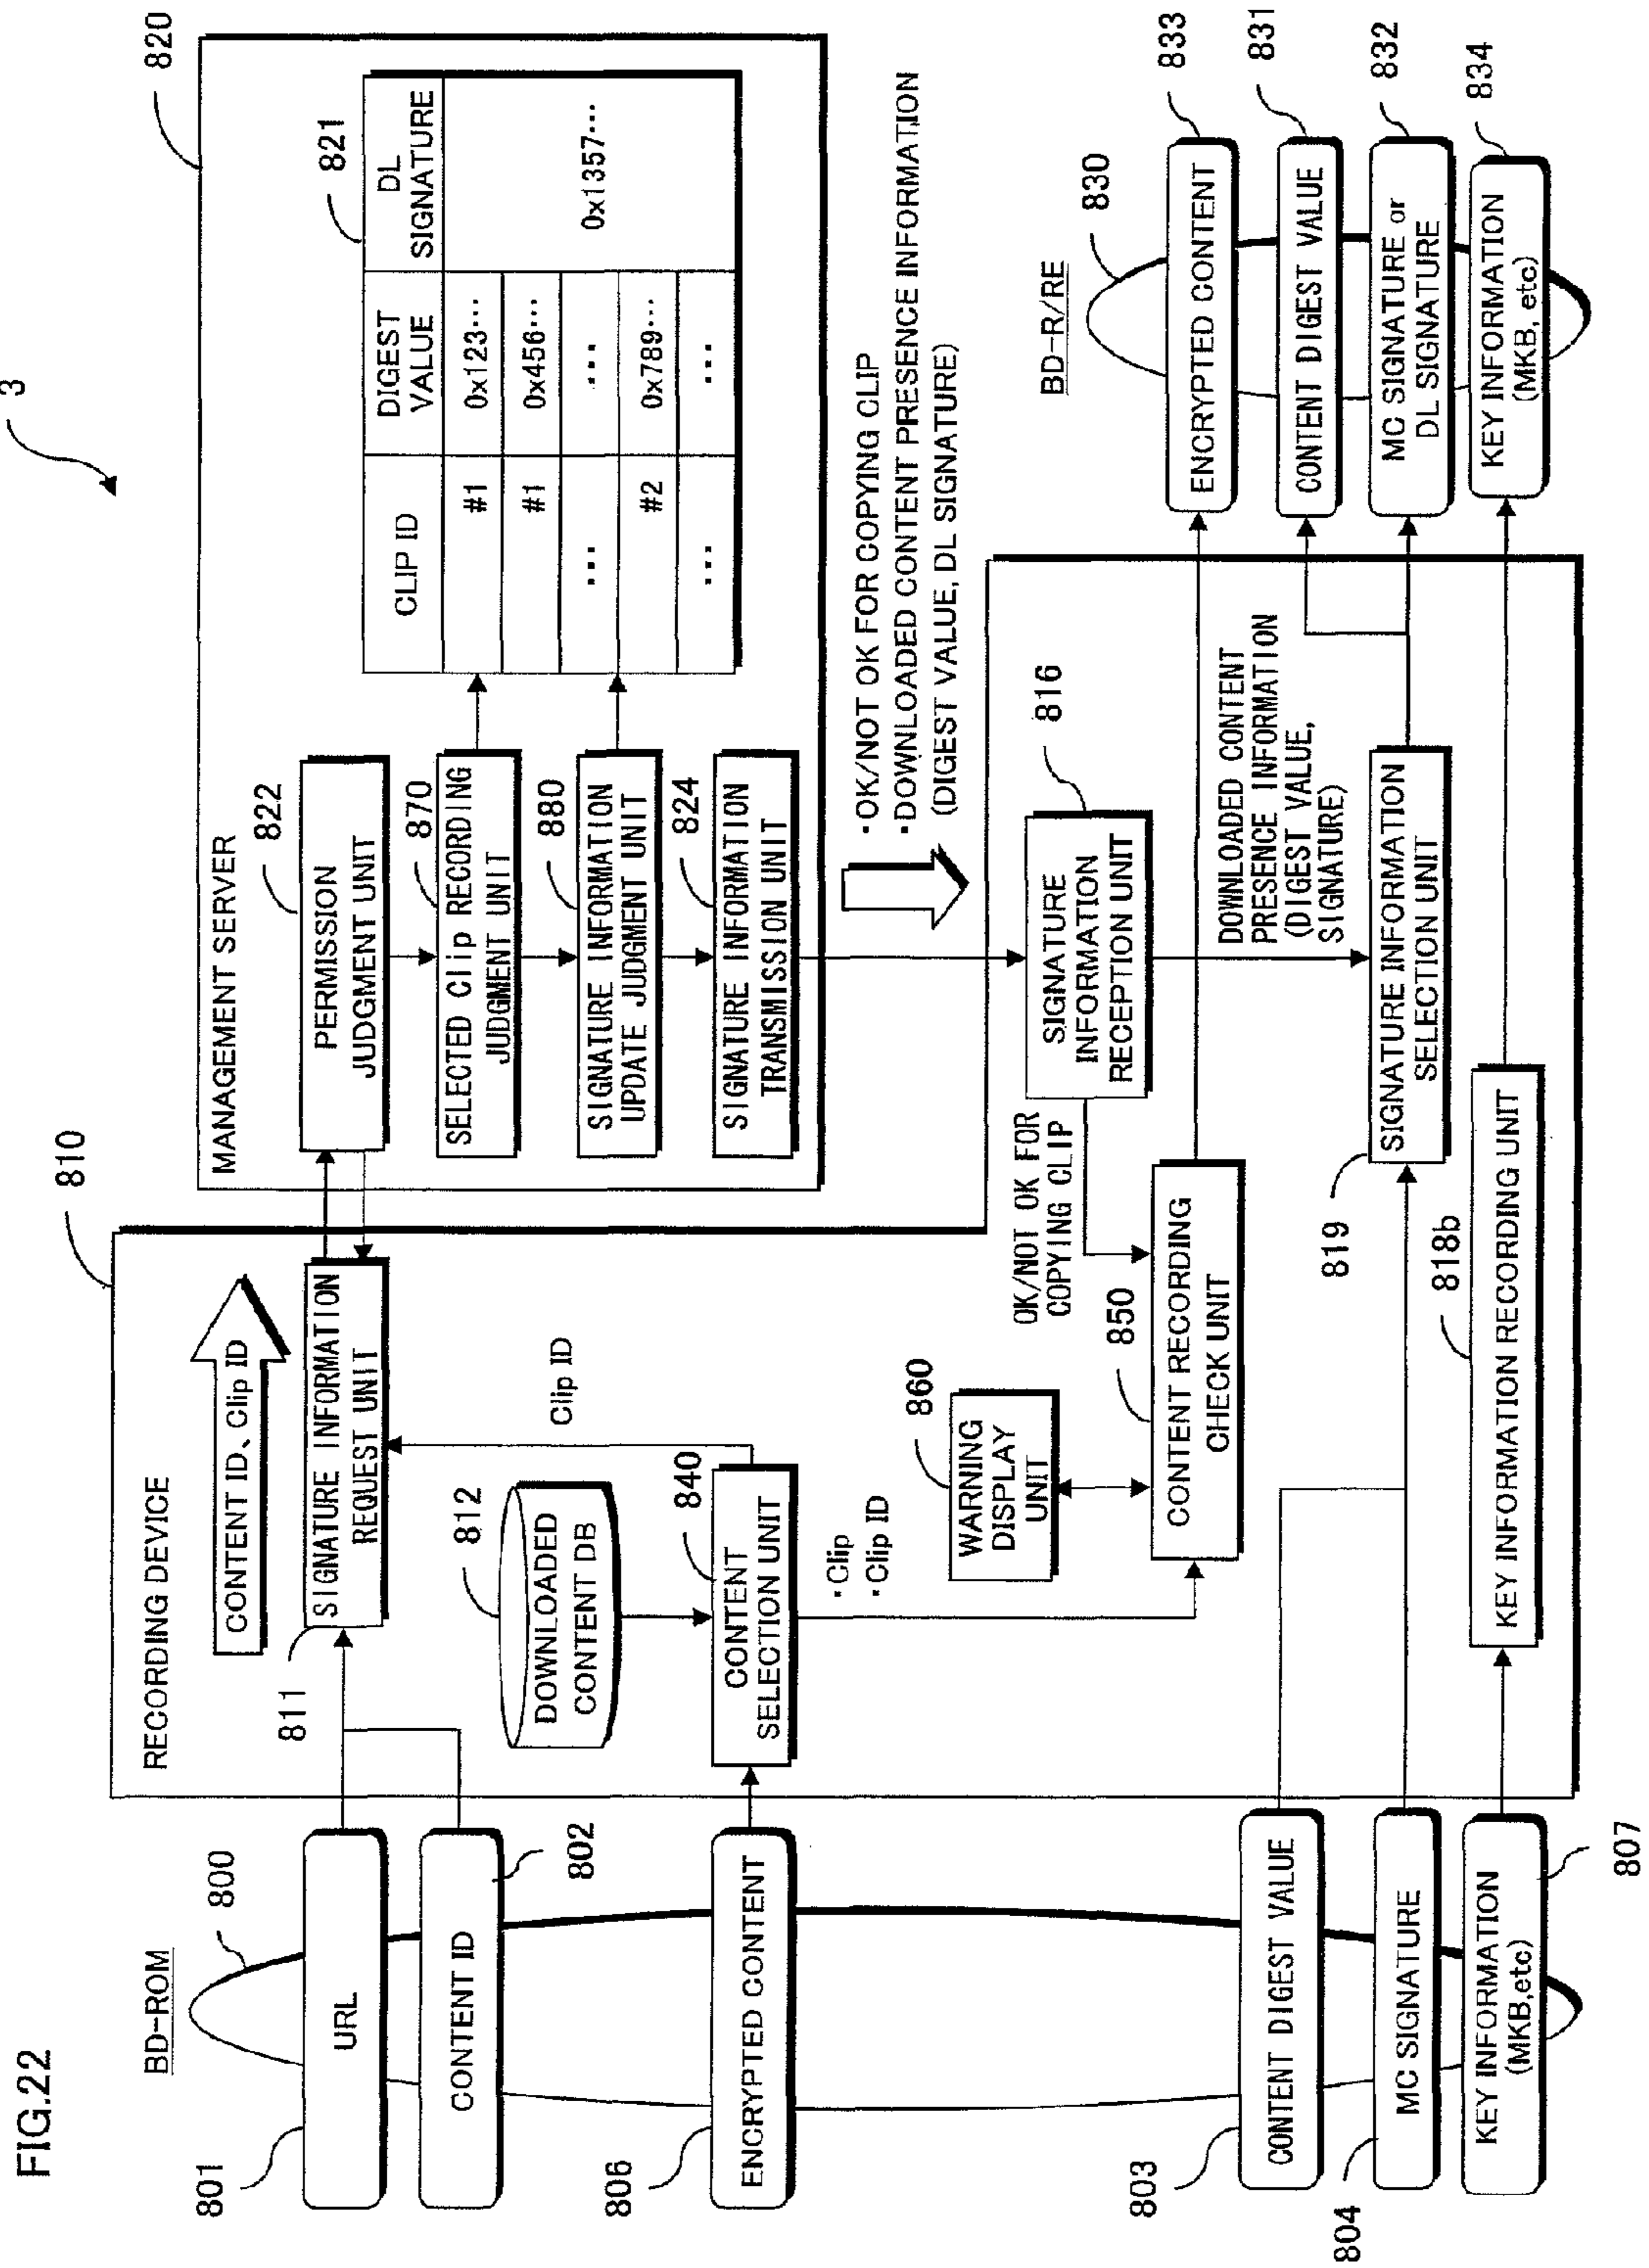 FIG.22
3
BD-ROM
800
801
URL
CONTENT ID
802
806
ENCRYPTED CONTENT
803
CONTENT DIGEST VALUE
804
MC SIGNATURE
KEY INFORMATION
(MKB,etc)
807
810
RECORDING DEVICE
CONTENT ID、Clip ID
811
SIGNATURE INFORMATION
REQUEST UNIT
Clip ID
812
DOWNLOADED
CONTENT DB
840
CONTENT
SELECTION UNIT
・Clip
・Clip ID
860
WARNING
DISPLAY
UNIT
850
CONTENT RECORDING
CHECK UNIT
OK/NOT OK FOR
COPYING CLIP
816
SIGNATURE
INFORMATION
RECEPTION UNIT
DOWNLOADED CONTENT
PRESENCE INFORMATION
(DIGEST VALUE,
SIGNATURE)
819
SIGNATURE INFORMATION
SELECTION UNIT
818b
KEY INFORMATION RECORDING UNIT
820
MANAGEMENT SERVER
822
PERMISSION
JUDGMENT UNIT
870
SELECTED Clip RECORDING
JUDGMENT UNIT
880
SIGNATURE INFORMATION
UPDATE JUDGMENT UNIT
824
SIGNATURE INFORMATION
TRANSMISSION UNIT
821
CLIP ID
DIGEST
VALUE
DL
SIGNATURE
#1
0x123···
0x1357···
#1
0x456···
···
···
#2
0x789···
···
···
・OK/NOT OK FOR COPYING CLIP
・DOWNLOADED CONTENT PRESENCE INFORMATION
(DIGEST VALUE, DL SIGNATURE)
BD-R/RE
830
ENCRYPTED CONTENT
833
CONTENT DIGEST VALUE
831
MC SIGNATURE or
DL SIGNATURE
832
KEY INFORMATION
(MKB, etc)
834